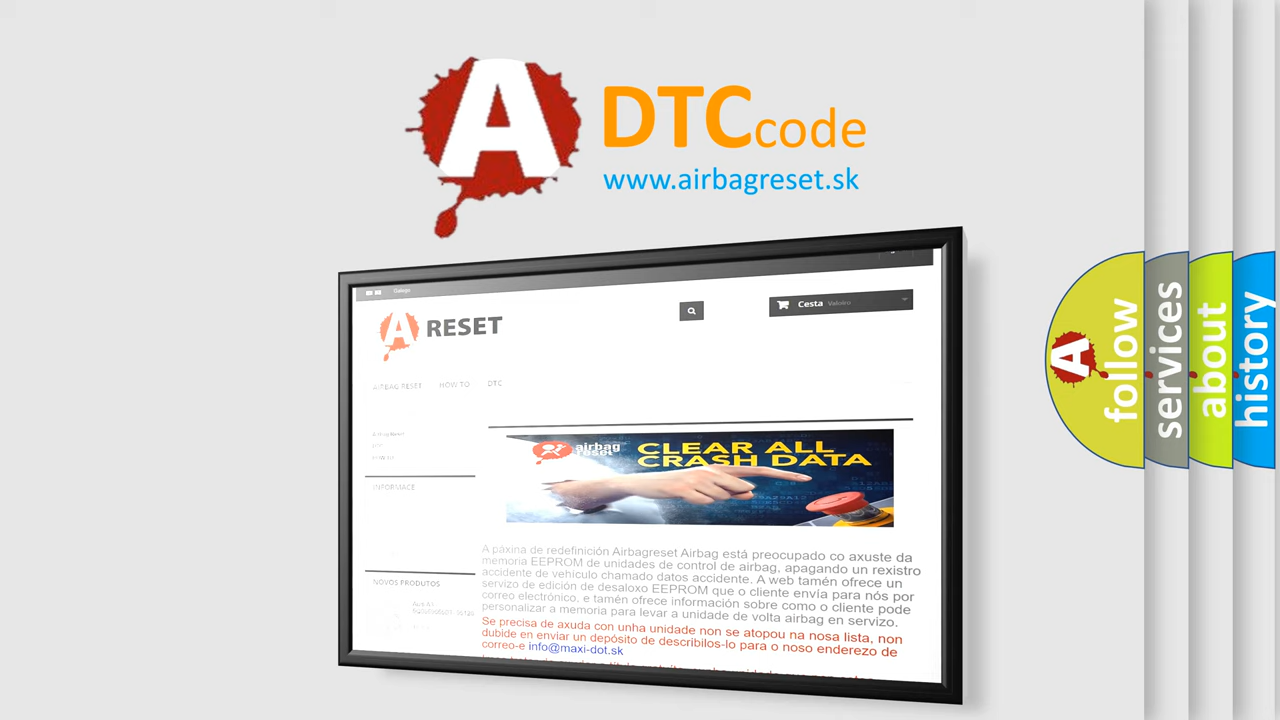 A
DTC code
www.airbagreset.sk
Galego
A RESET
Cesta Valeiro
AIRBAG RESET HOW TO DTC
INFORMACE
NOVOS PRODUTOS
airbag
reset
CLEAR ALL
CRASH DATA
A páxina de redefinición Airbagreset Airbag está preocupado co axuste da
memoria EEPROM de unidades de control de airbag, apagando un rexistro
accidente de vehículo chamado datos accidente. A web tamén ofrece un
servizo de edición de desaloxo EEPROM que o cliente envía para nós por
correo electrónico, e tamén ofrece información sobre como o cliente pode
personalizar a memoria para levar a unidade de volta airbag en servizo.
Se precisa de axuda con unha unidade non se atopou na nosa lista, non
dubide en enviar un depósito de describilos-lo para o noso enderezo de
correo-e info@maxi-dot.sk
A
follow
services
about
history